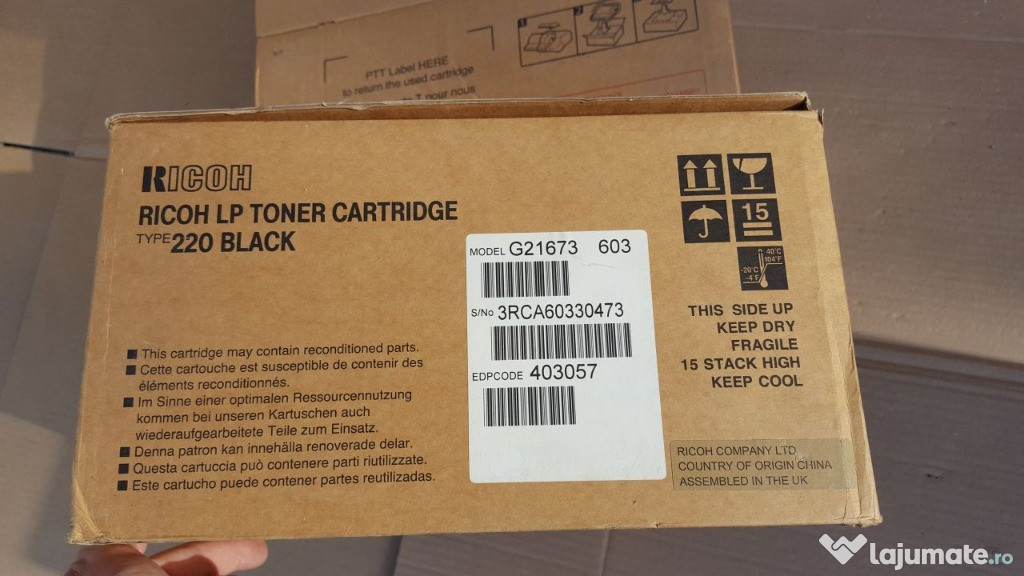 PTT Label HERE
to return the used cartridge
pour nous
RICOH
RICOH LP TONER CARTRIDGE
TYPE 220 BLACK
MODEL G21673 603
S/No 3RCA60330473
EDPCODE 403057
■ This cartridge may contain reconditioned parts.
■ Cette cartouche est susceptible de contenir des
éléments reconditionnés.
■ Im Sinne einer optimalen Ressourcennutzung
kommen bei unseren Kartuschen auch
wiederaufgearbeitete Teile zum Einsatz.
■ Denna patron kan innehålla renoverade delar.
■ Questa cartuccia può contenere parti riutilizzate.
■ Este cartucho puede contener partes reutilizadas.
15
40°C
104°F
-20°C
-4°F
THIS SIDE UP
KEEP DRY
FRAGILE
15 STACK HIGH
KEEP COOL
RICOH COMPANY LTD
COUNTRY OF ORIGIN CHINA
ASSEMBLED IN THE UK
lajumate.ro